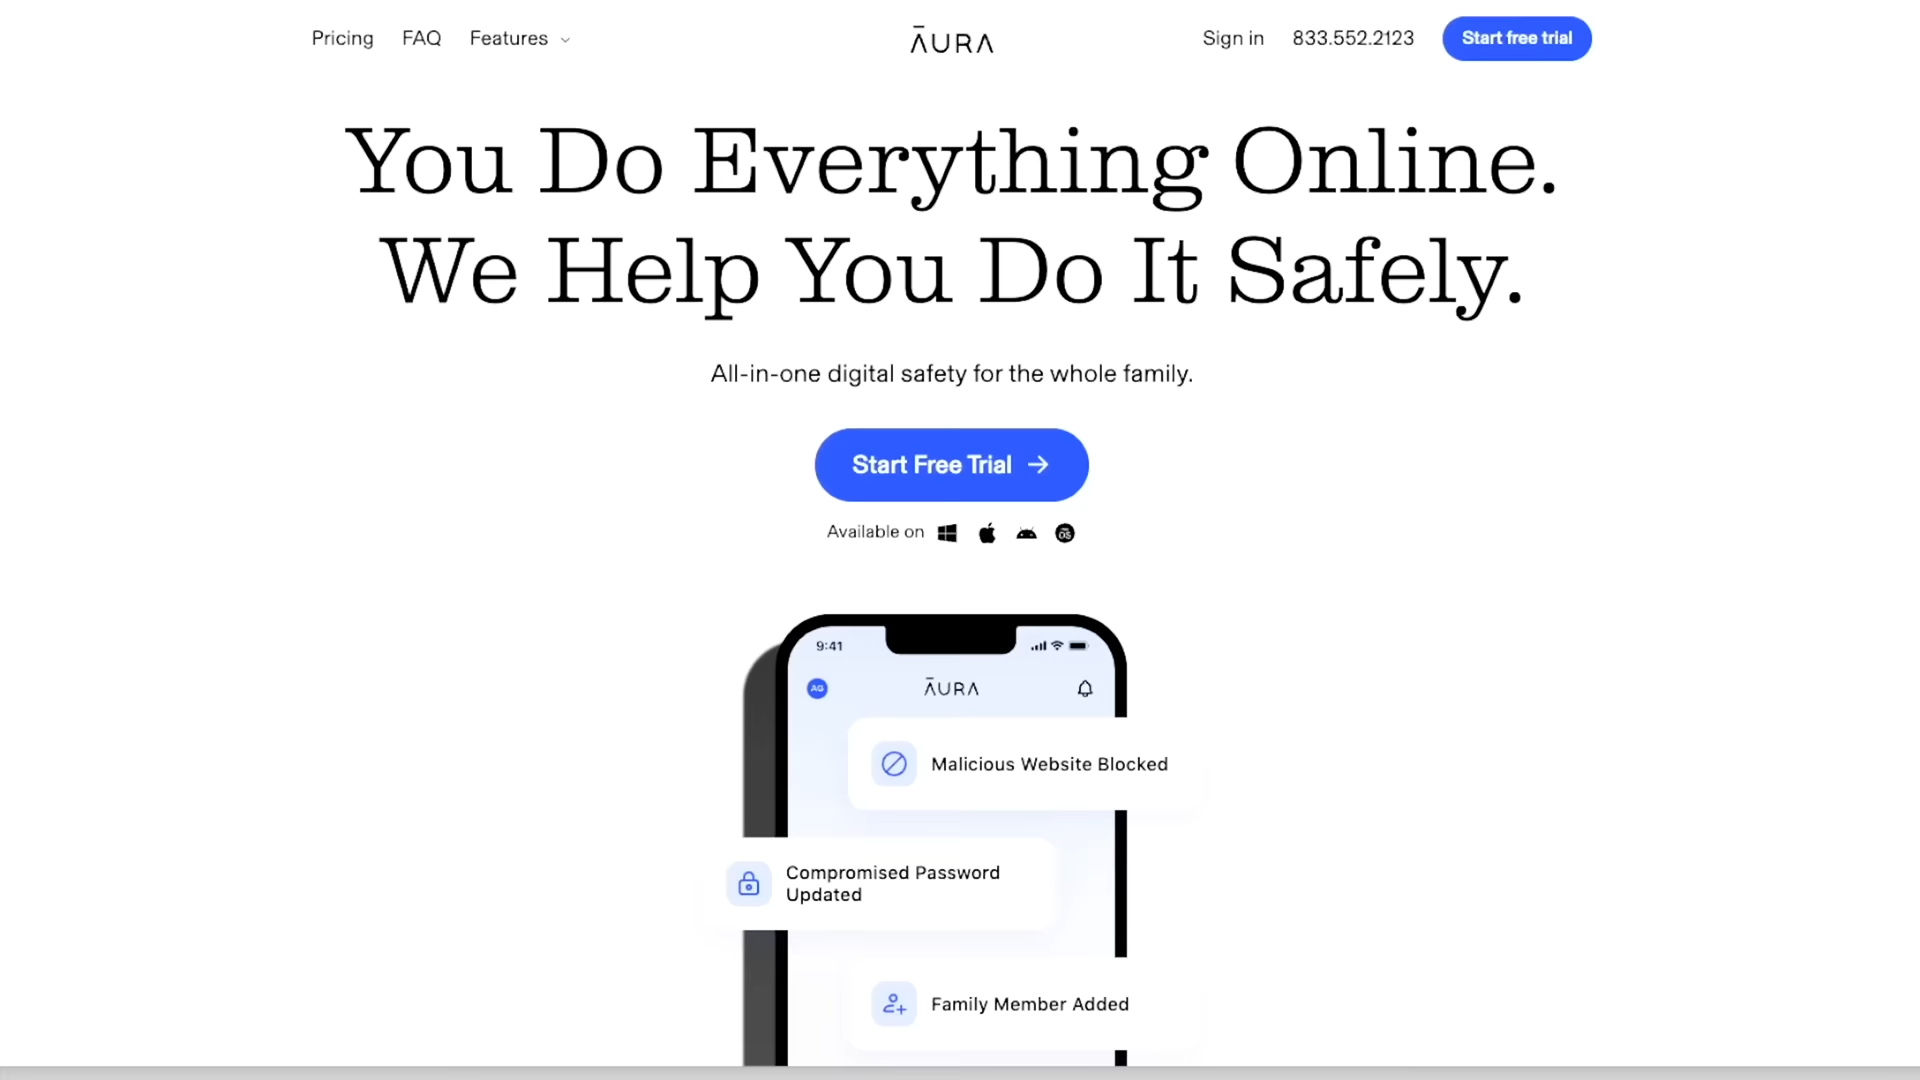 Pricing FAQ Features
ĀURA
Sign in 833.552.2123 Start free trial
You Do Everything Online.
We Help You Do It Safely.
All-in-one digital safety for the whole family.
Start Free Trial →
Available on
OS
9:41
AG
ĀURA
Malicious Website Blocked
Compromised Password
Updated
Family Member Added